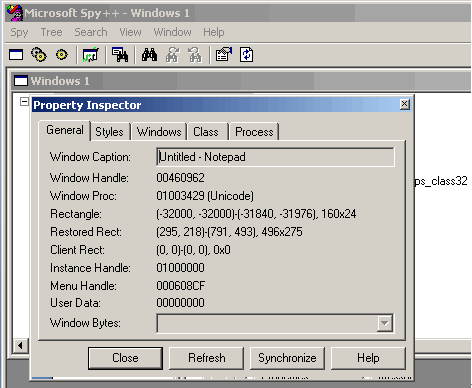 Microsoft Spy++ - Windows 1
Spy Tree Search View Window Help
Windows 1
Property Inspector
General Styles Windows Class Process
Window Caption: Untitled - Notepad
Window Handle: 00460962
Window Proc: 01003429 (Unicode)
ps_class32
Rectangle: (-32000, -32000)-(-31840, -31976), 160x24
Restored Rect: (295, 218)-(791, 493), 496x275
Client Rect: (0, 0)-(0, 0), 0x0
Instance Handle: 01000000
Menu Handle: 000608CF
User Data: 00000000
Window Bytes:
Close Refresh Synchronize Help